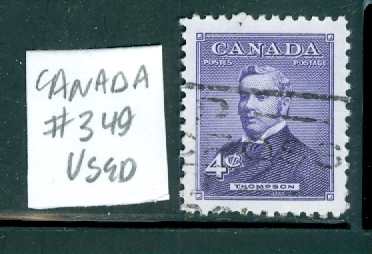 CANADA
#349
USED
CANADA
POSTES POSTAGE
4¢
THOMPSON